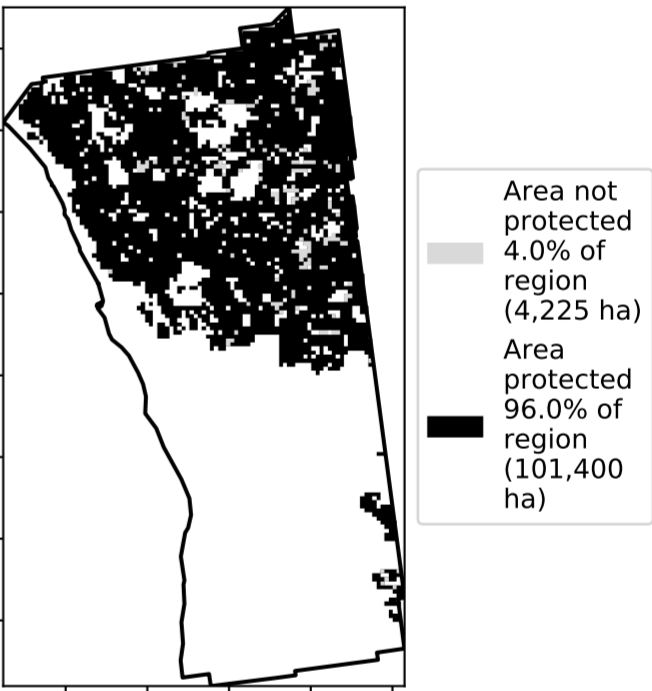 Area not
protected
4.0% of
region
(4,225 ha)
Area
protected
96.0% of
region
(101,400
ha)